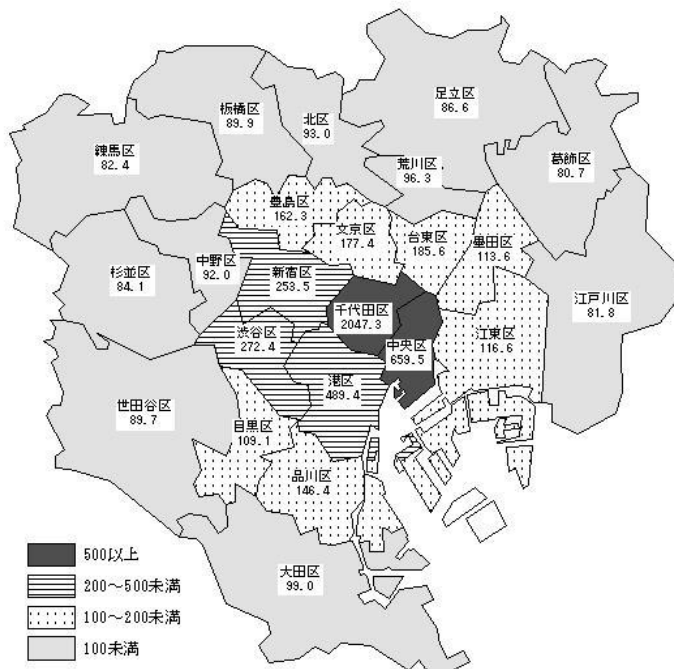 足立区
86.6
板橋区
89.9
北区
93.0
練馬区
82.4
荒川区
96.3
葛飾区
80.7
豊島区
162.3
文京区
177.4
台東区
185.6
墨田区
113.6
中野区
92.0
杉並区
84.1
新宿区
253.5
江戸川区
81.8
千代田区
2047.3
渋谷区
272.4
中央区
659.5
江東区
116.6
港区
489.4
世田谷区
89.7
目黒区
109.1
品川区
146.4
大田区
99.0
500以上
200～500未満
100～200未満
100未満